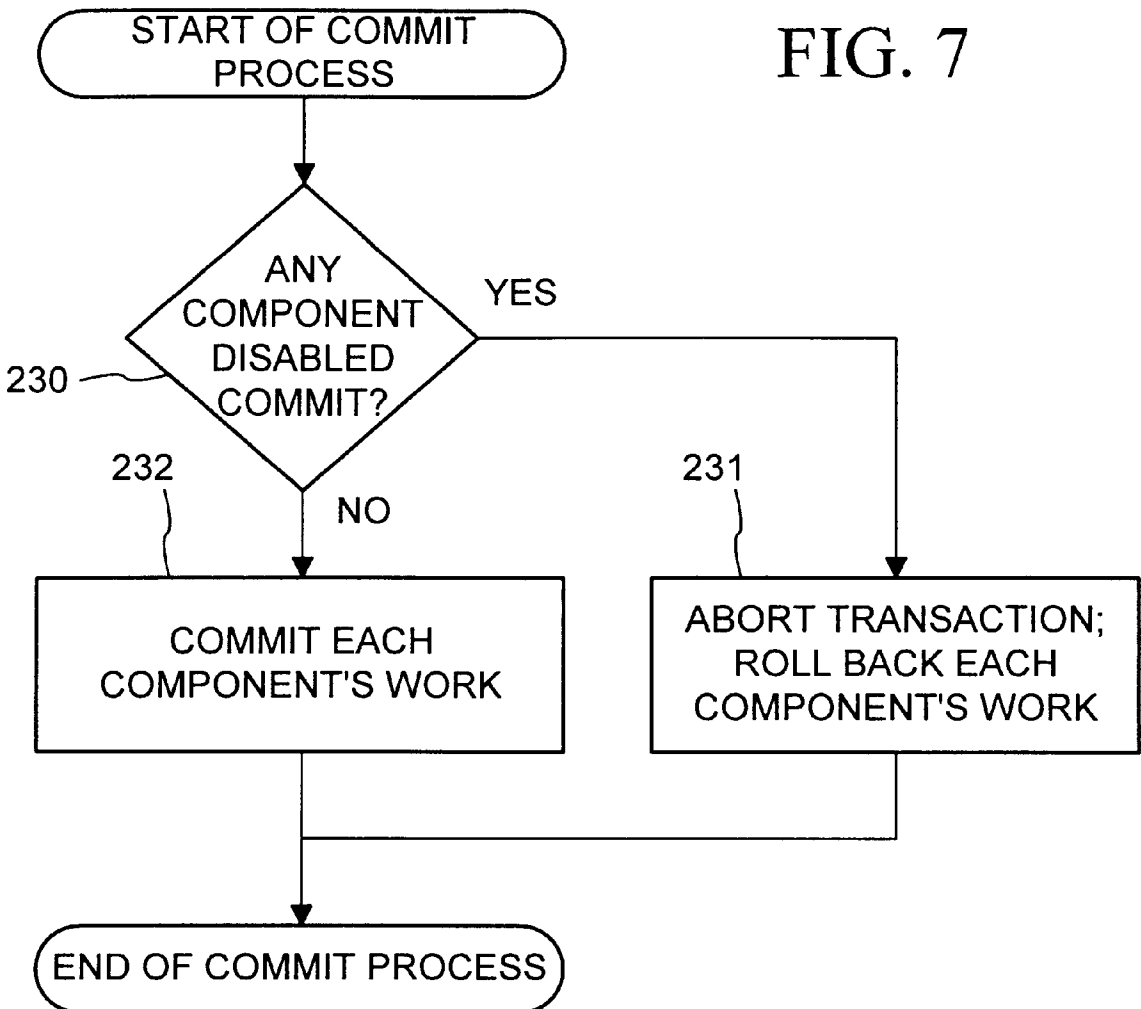 START OF COMMIT
PROCESS
FIG. 7
ANY
COMPONENT
DISABLED
COMMIT?
YES
230
232
NO
231
COMMIT EACH
COMPONENT'S WORK
ABORT TRANSACTION;
ROLL BACK EACH
COMPONENT'S WORK
END OF COMMIT PROCESS